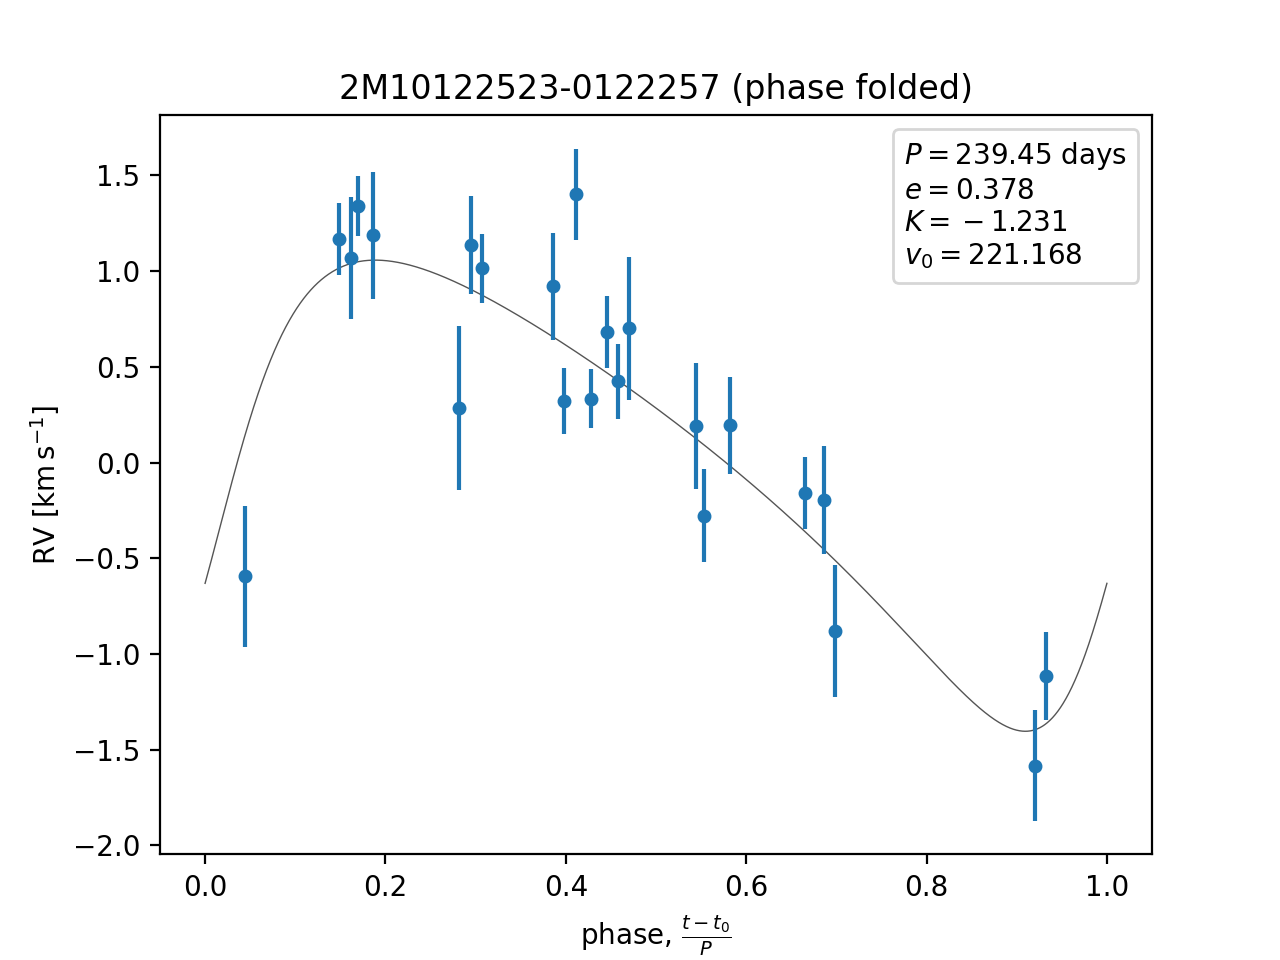 2M10122523-0122257 (phase folded)
P = 239.45 days
e = 0.378
K = −1.231
v₀ = 221.168
RV [km s⁻¹]
1.5
1.0
0.5
0.0
−0.5
−1.0
−1.5
−2.0
0.0 0.2 0.4 0.6 0.8 1.0
phase, (t − t₀)/P